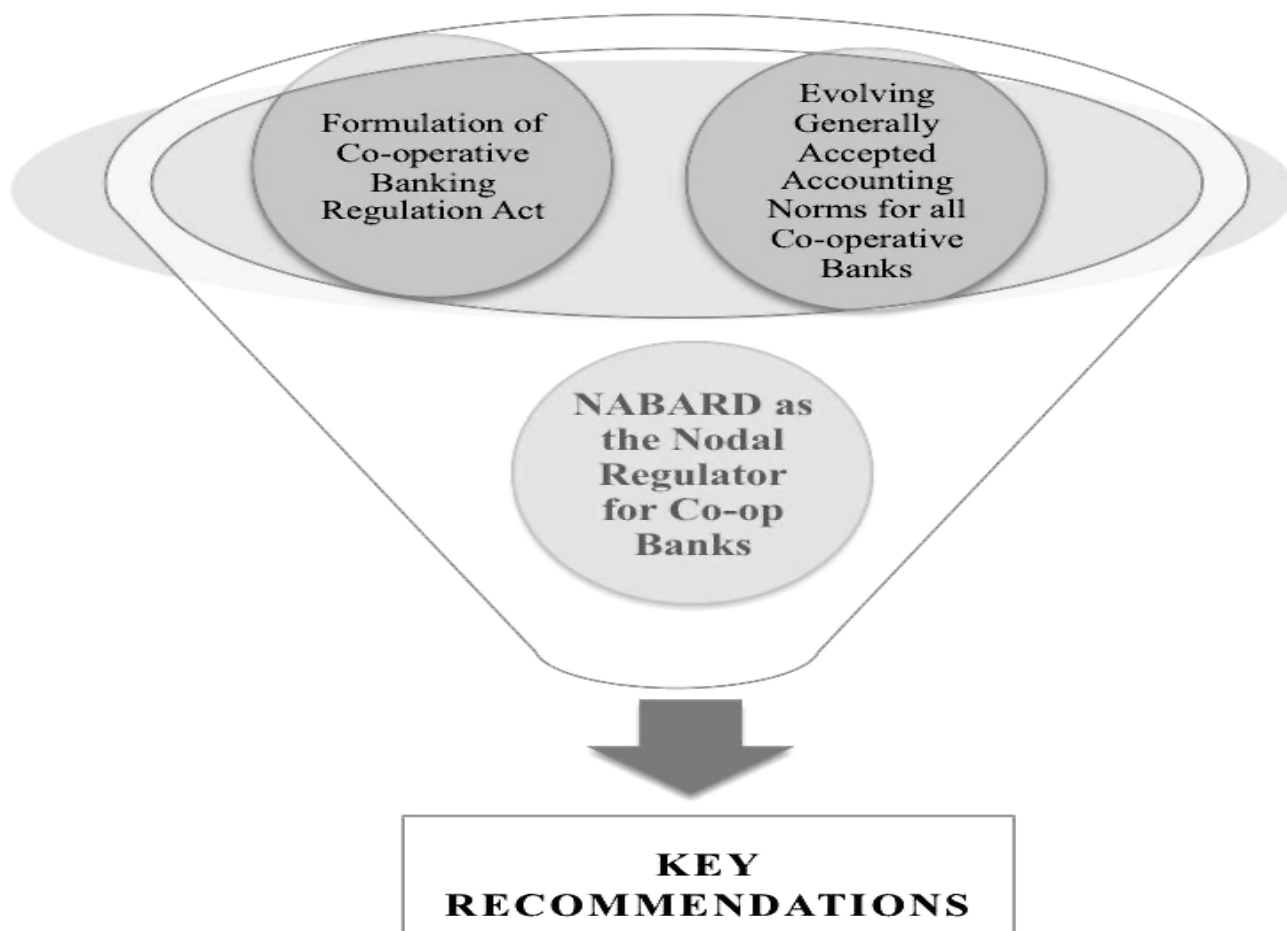 Formulation of
Co-operative
Banking
Regulation Act
Evolving
Generally
Accepted
Accounting
Norms for all
Co-operative
Banks
NABARD as
the Nodal
Regulator
for Co-op
Banks
KEY
RECOMMENDATIONS